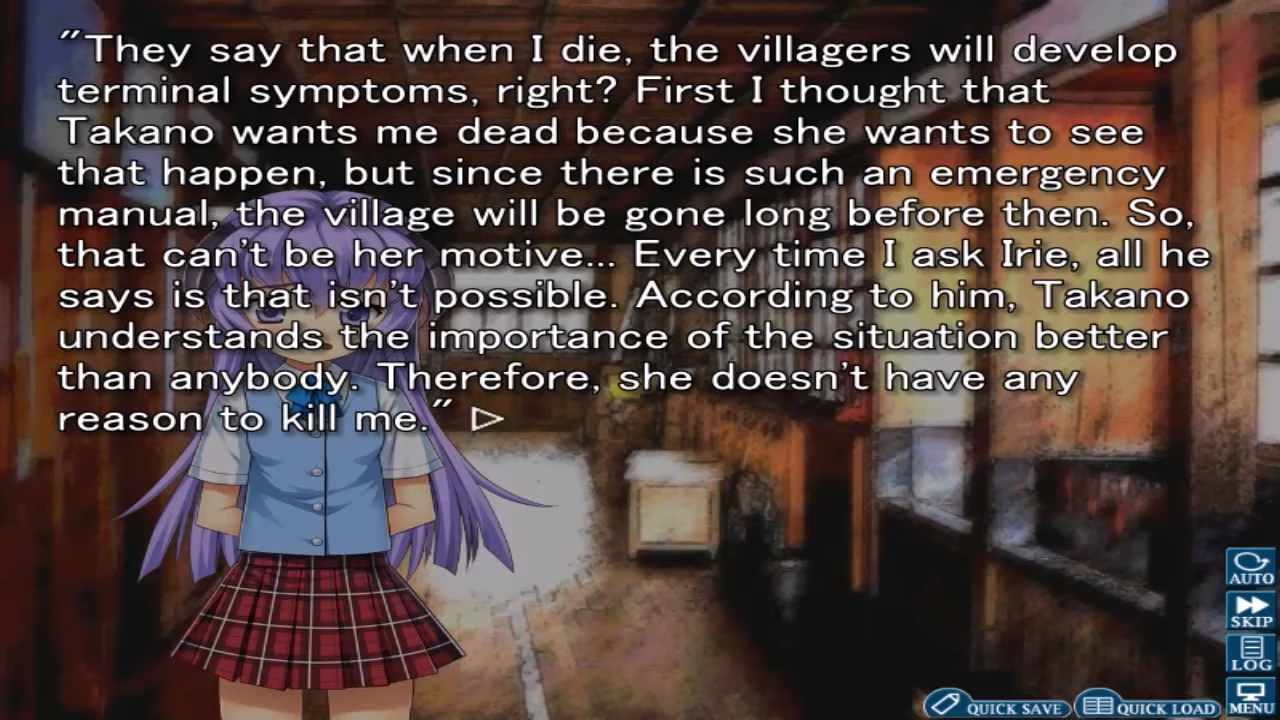 "They say that when I die, the villagers will develop
terminal symptoms, right? First I thought that
Takano wants me dead because she wants to see
that happen, but since there is such an emergency
manual, the village will be gone long before then. So,
that can't be her motive... Every time I ask Irie, all he
says is that isn't possible. According to him, Takano
understands the importance of the situation better
than anybody. Therefore, she doesn't have any
reason to kill me."
AUTO
SKIP
LOG
MENU
QUICK SAVE
QUICK LOAD